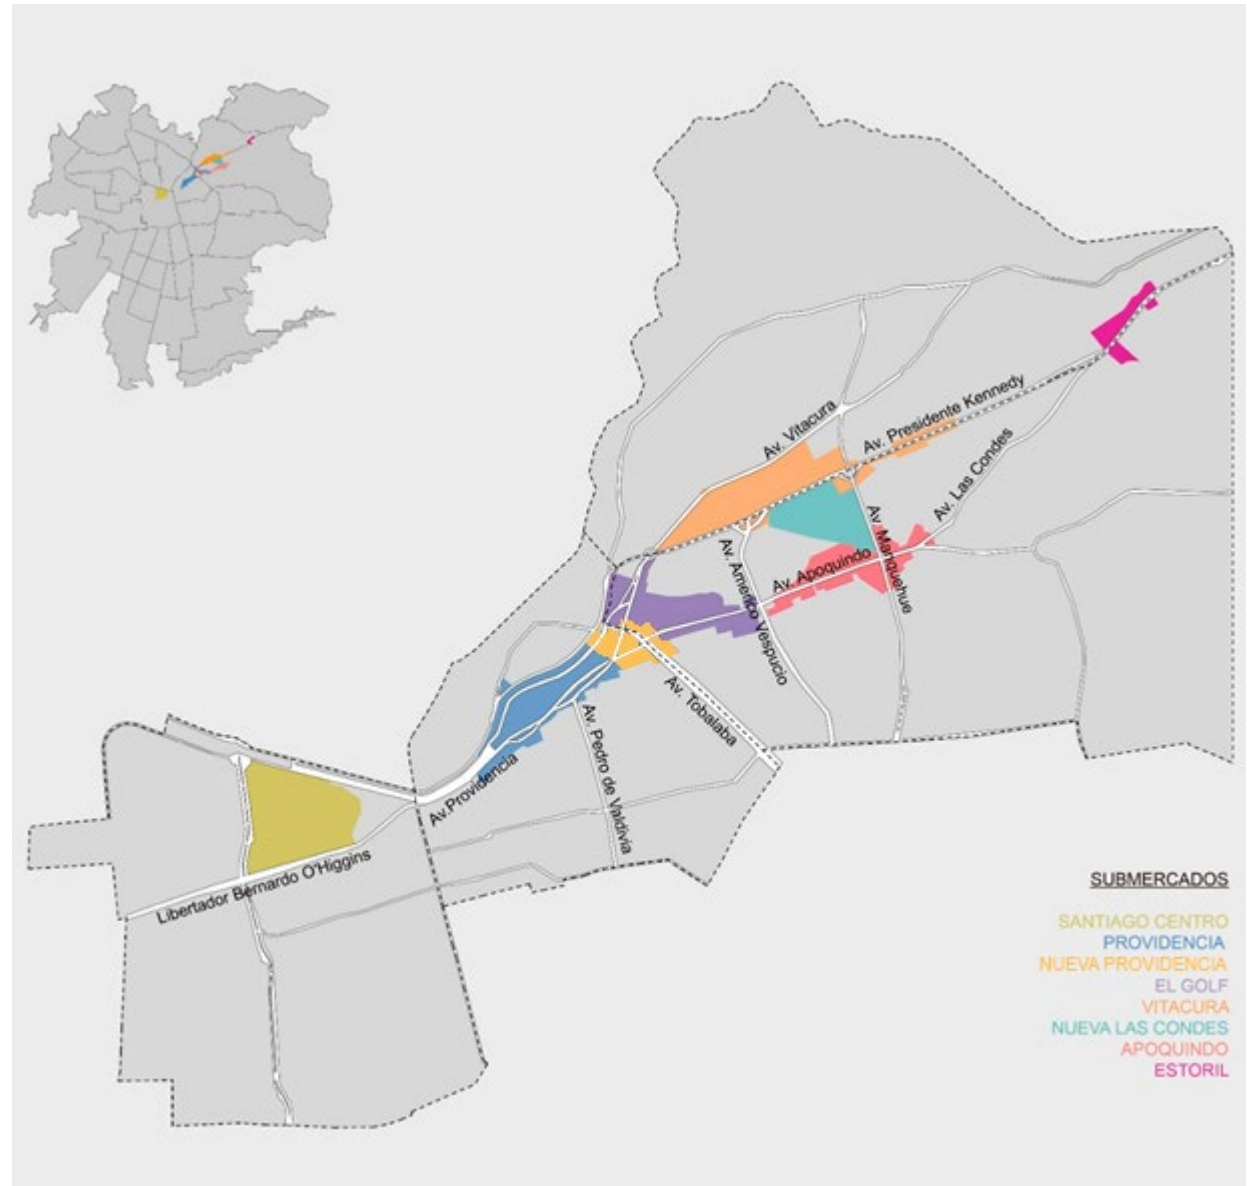 Av. Vitacura
Av. Presidente Kennedy
Av. Las Condes
Av. Manquehue
Av. Apoquindo
Av. Americo Vespucio
Av. Tobalaba
Av. Pedro de Valdivia
Av.Providencia
Libertador Bernardo O'Higgins
SUBMERCADOS
SANTIAGO CENTRO
PROVIDENCIA
NUEVA PROVIDENCIA
EL GOLF
VITACURA
NUEVA LAS CONDES
APOQUINDO
ESTORIL